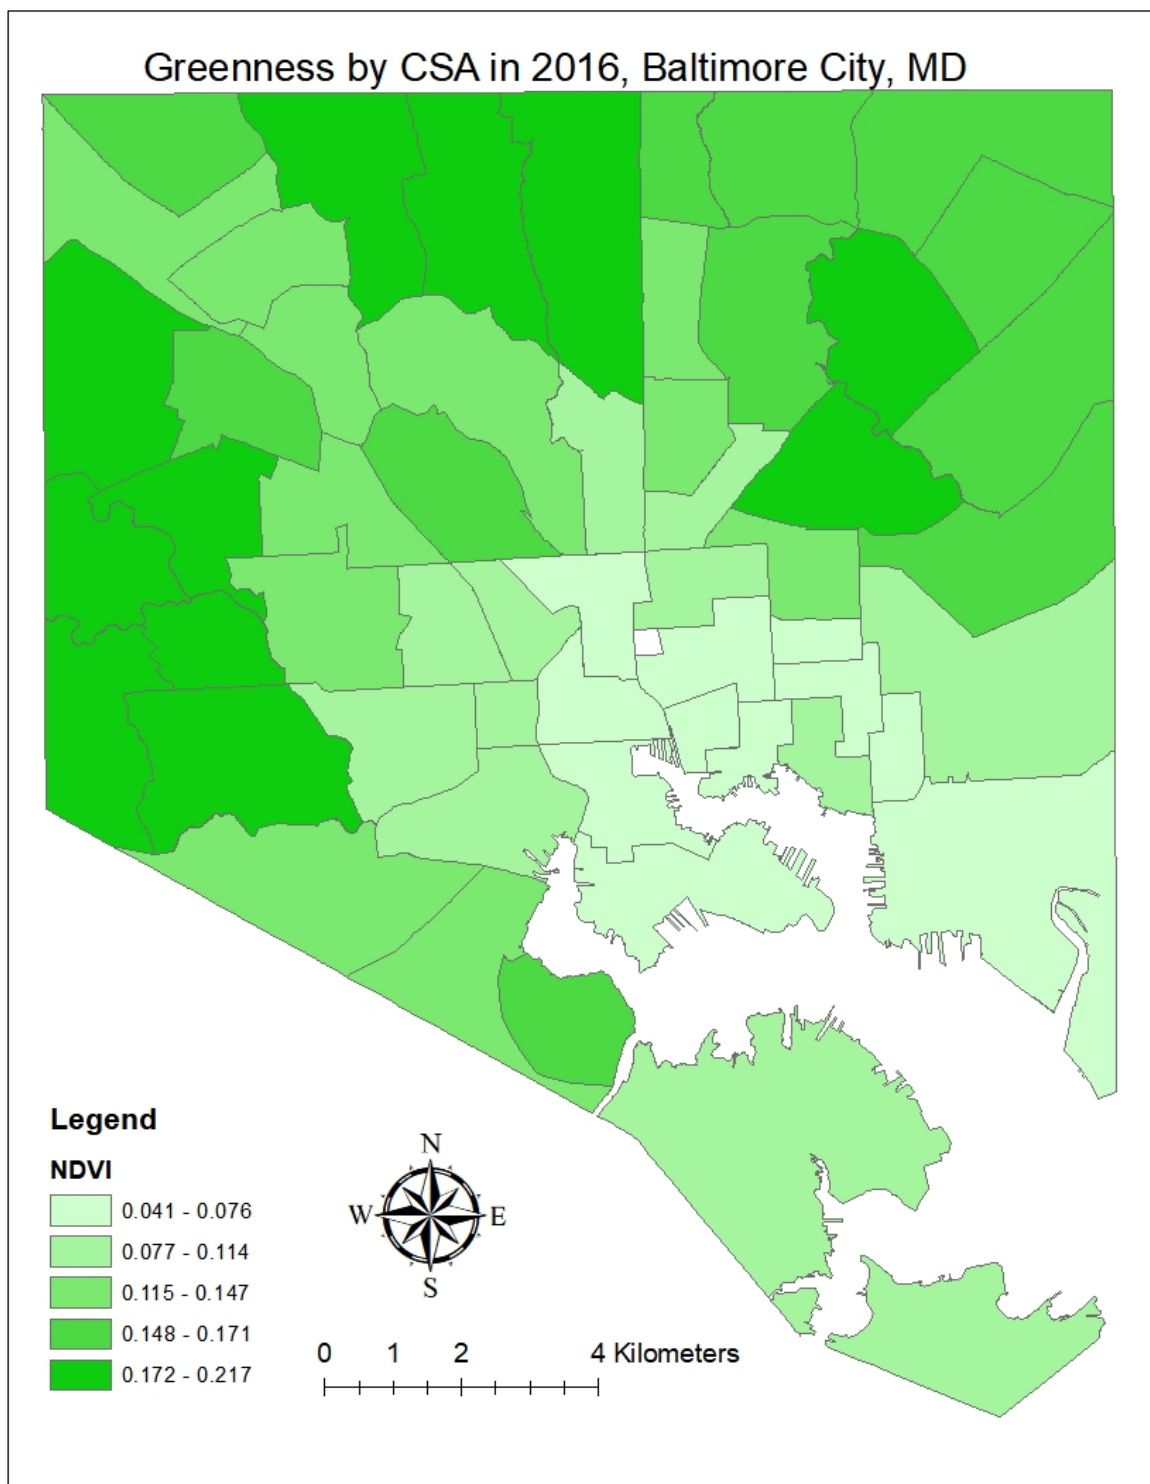 Greenness by CSA in 2016, Baltimore City, MD
Legend
NDVI
0.041 - 0.076
0.077 - 0.114
0.115 - 0.147
0.148 - 0.171
0.172 - 0.217
N
W E
S
0 1 2 4 Kilometers